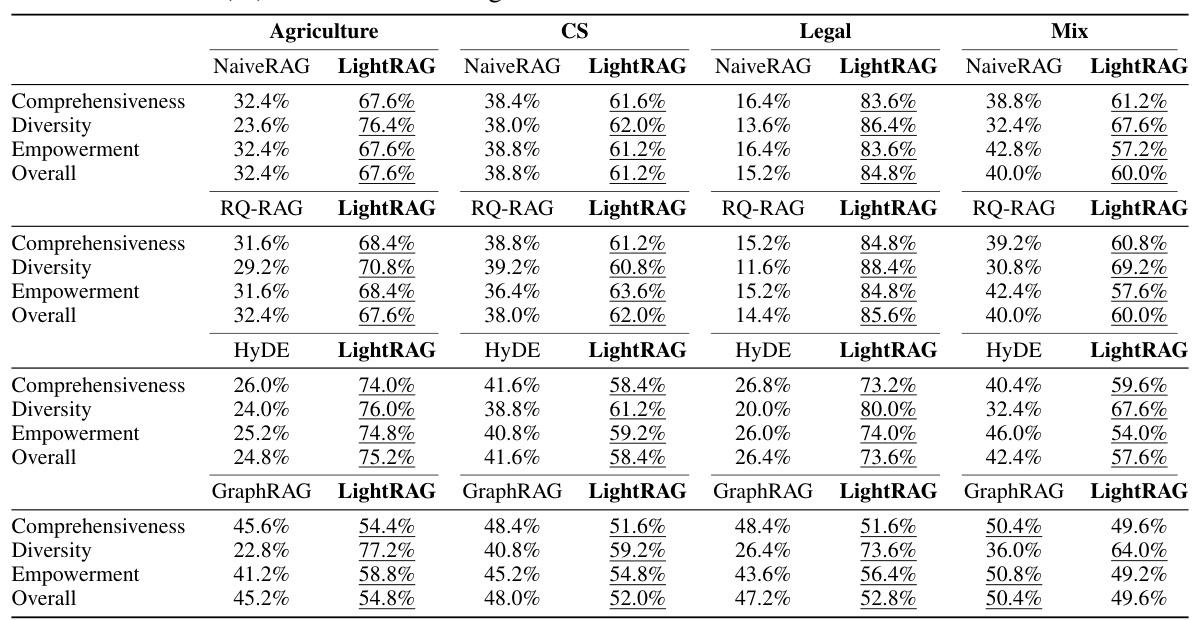 Agriculture CS Legal Mix
NaiveRAG LightRAG NaiveRAG LightRAG NaiveRAG LightRAG NaiveRAG LightRAG
Comprehensiveness 32.4% 67.6% 38.4% 61.6% 16.4% 83.6% 38.8% 61.2%
Diversity 23.6% 76.4% 38.0% 62.0% 13.6% 86.4% 32.4% 67.6%
Empowerment 32.4% 67.6% 38.8% 61.2% 16.4% 83.6% 42.8% 57.2%
Overall 32.4% 67.6% 38.8% 61.2% 15.2% 84.8% 40.0% 60.0%
RQ-RAG LightRAG RQ-RAG LightRAG RQ-RAG LightRAG RQ-RAG LightRAG
Comprehensiveness 31.6% 68.4% 38.8% 61.2% 15.2% 84.8% 39.2% 60.8%
Diversity 29.2% 70.8% 39.2% 60.8% 11.6% 88.4% 30.8% 69.2%
Empowerment 31.6% 68.4% 36.4% 63.6% 15.2% 84.8% 42.4% 57.6%
Overall 32.4% 67.6% 38.0% 62.0% 14.4% 85.6% 40.0% 60.0%
HyDE LightRAG HyDE LightRAG HyDE LightRAG HyDE LightRAG
Comprehensiveness 26.0% 74.0% 41.6% 58.4% 26.8% 73.2% 40.4% 59.6%
Diversity 24.0% 76.0% 38.8% 61.2% 20.0% 80.0% 32.4% 67.6%
Empowerment 25.2% 74.8% 40.8% 59.2% 26.0% 74.0% 46.0% 54.0%
Overall 24.8% 75.2% 41.6% 58.4% 26.4% 73.6% 42.4% 57.6%
GraphRAG LightRAG GraphRAG LightRAG GraphRAG LightRAG GraphRAG LightRAG
Comprehensiveness 45.6% 54.4% 48.4% 51.6% 48.4% 51.6% 50.4% 49.6%
Diversity 22.8% 77.2% 40.8% 59.2% 26.4% 73.6% 36.0% 64.0%
Empowerment 41.2% 58.8% 45.2% 54.8% 43.6% 56.4% 50.8% 49.2%
Overall 45.2% 54.8% 48.0% 52.0% 47.2% 52.8% 50.4% 49.6%